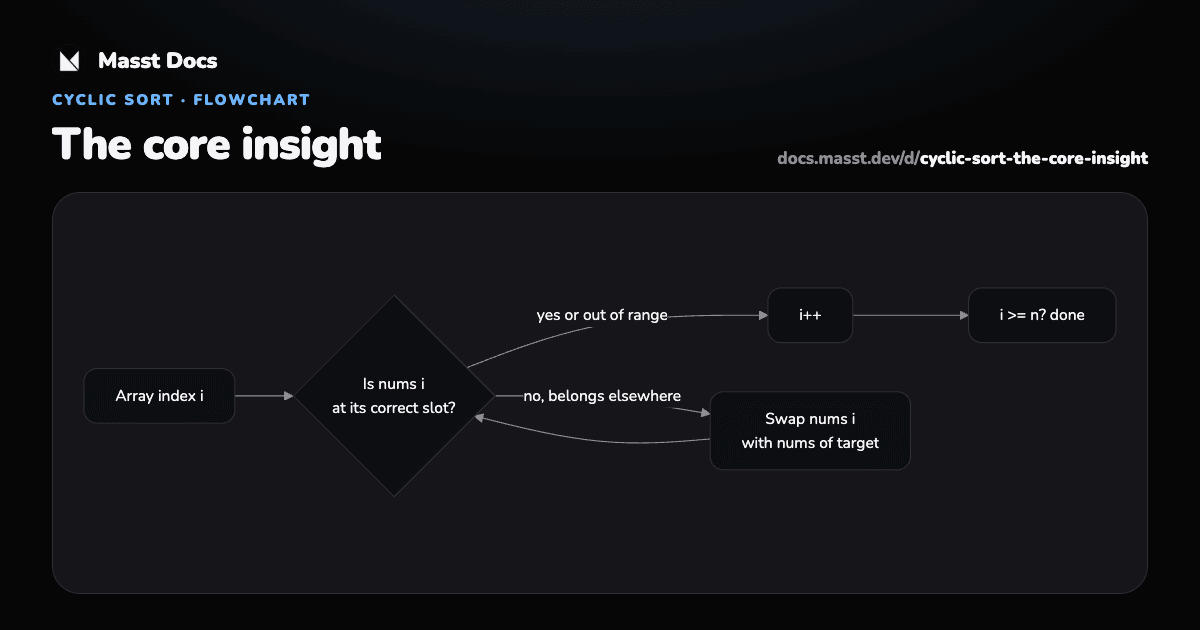 Masst Docs
CYCLIC SORT · FLOWCHART
The core insight
docs.masst.dev/d/cyclic-sort-the-core-insight
yes or out of range
i++
i >= n? done
Is nums i
at its correct slot?
Array index i
no, belongs elsewhere
Swap nums i
with nums of target